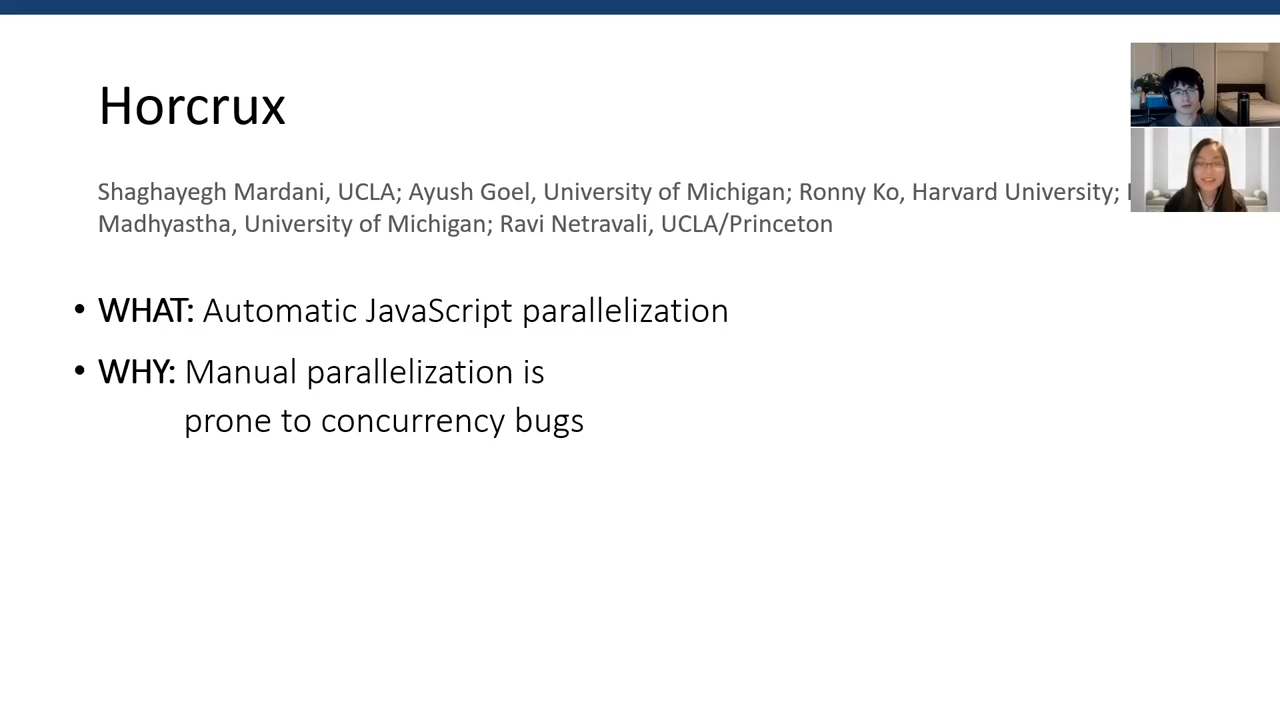 Horcrux
Shaghayegh Mardani, UCLA; Ayush Goel, University of Michigan; Ronny Ko, Harvard University;
Madhyastha, University of Michigan; Ravi Netravali, UCLA/Princeton
• WHAT: Automatic JavaScript parallelization
• WHY: Manual parallelization is
prone to concurrency bugs